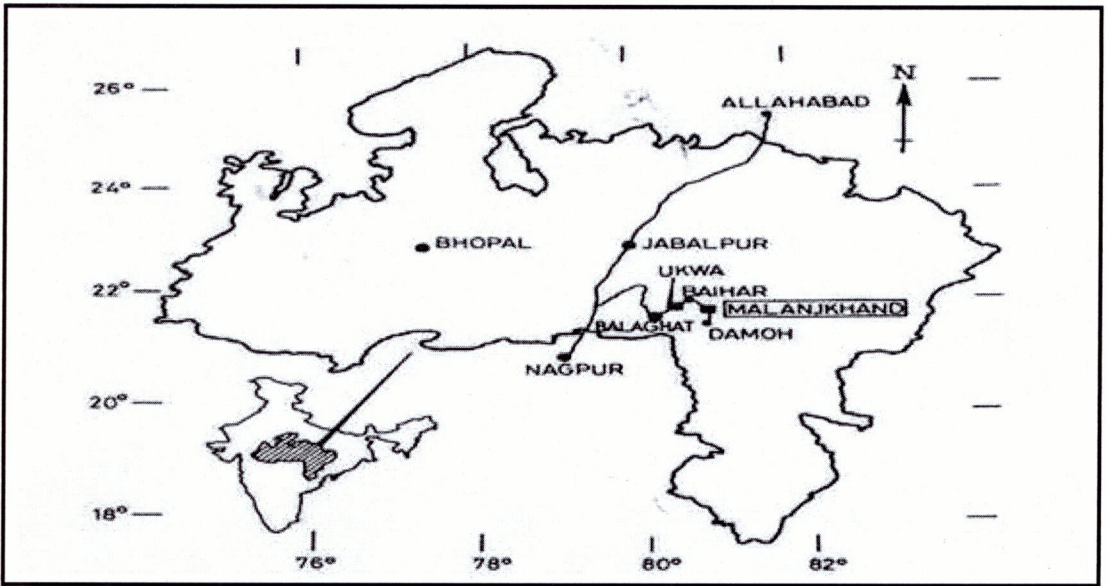 N
26°
ALLAHABAD
24°
BHOPAL
JABALPUR
UKWA
22°
BAIHAR
MALANJKHAND
BALAGHAT
DAMOH
NAGPUR
20°
18°
76°
78°
80°
82°